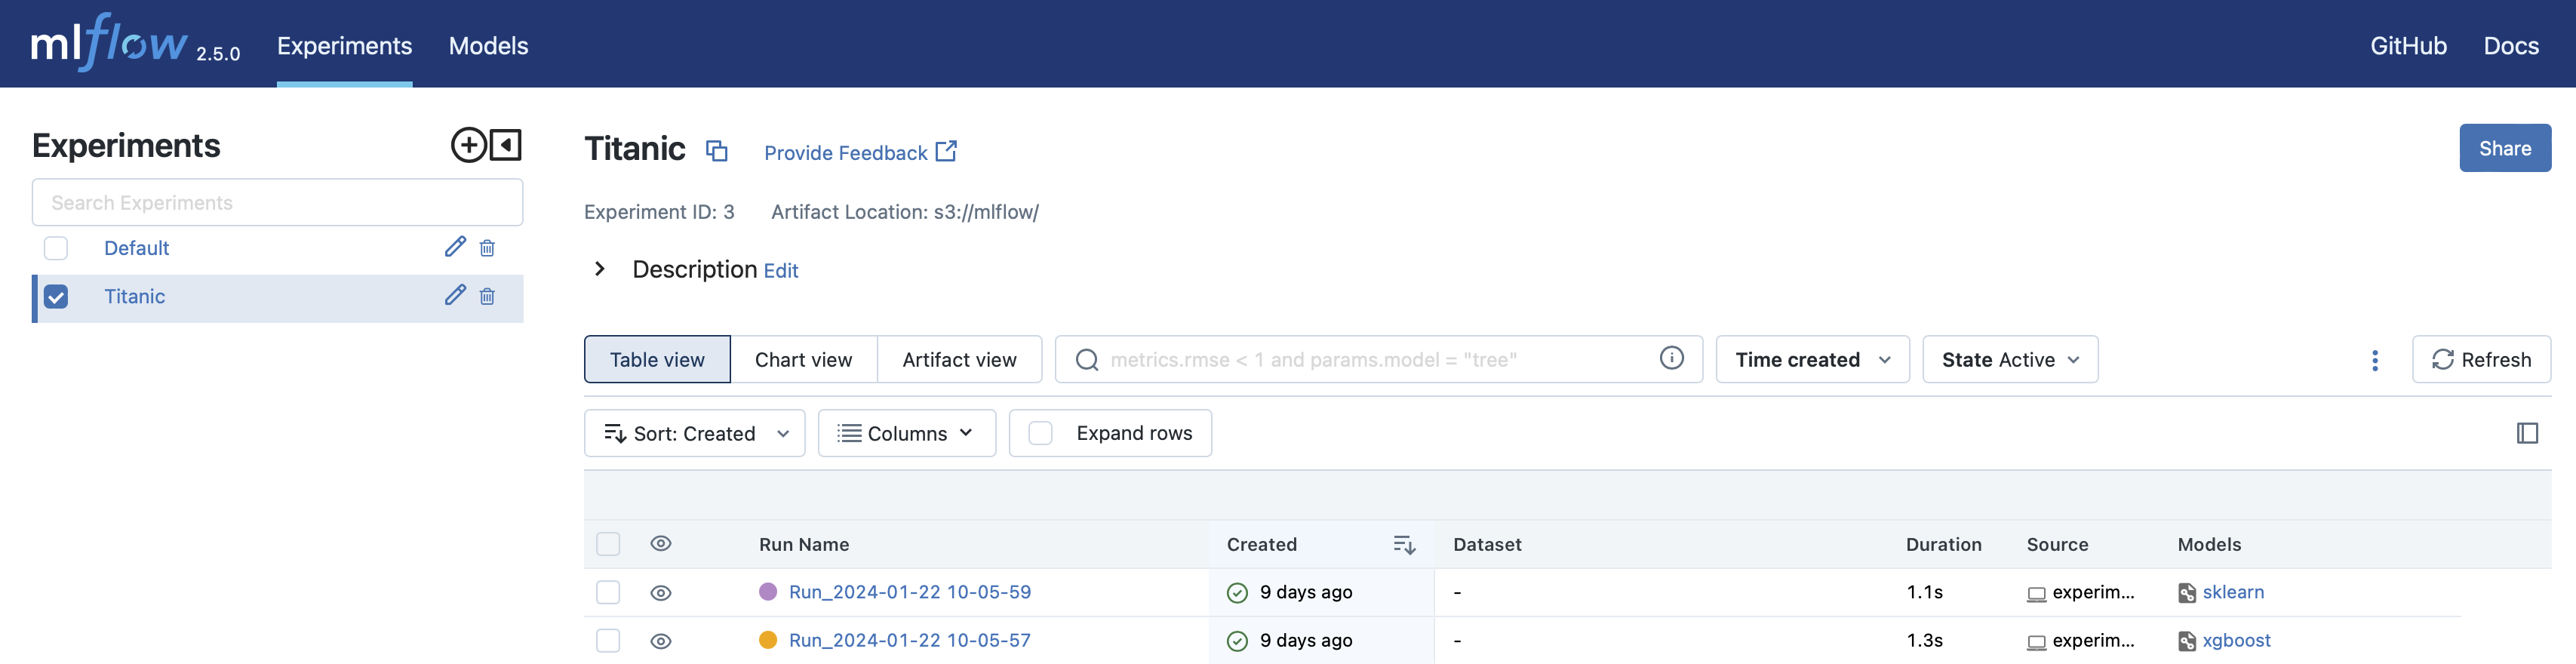 mlflow 2.5.0 Experiments Models GitHub Docs
Experiments
Search Experiments
Default
Titanic
Titanic Provide Feedback Share
Experiment ID: 3 Artifact Location: s3://mlflow/
Description Edit
Table view Chart view Artifact view metrics.rmse < 1 and params.model = "tree" Time created State Active Refresh
Sort: Created Columns Expand rows
Run Name Created Dataset Duration Source Models
Run_2024-01-22 10-05-59 9 days ago - 1.1s experim... sklearn
Run_2024-01-22 10-05-57 9 days ago - 1.3s experim... xgboost